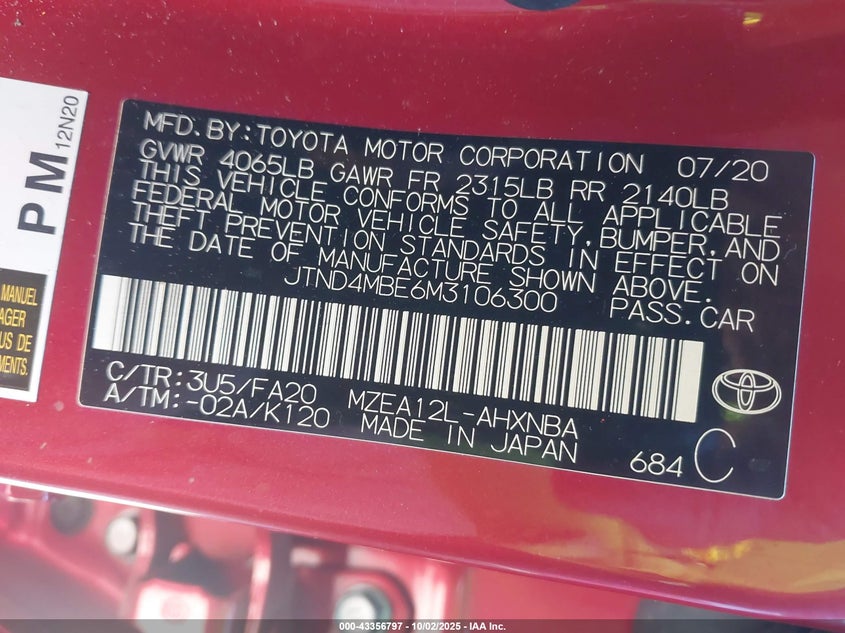 PM
12N20
MANUEL
AGER
US DE
MENTS.
MFD.BY:TOYOTA MOTOR CORPORATION 07/20
GVWR 4065LB GAWR FR 2315LB RR 2140LB
THIS VEHICLE CONFORMS TO ALL APPLICABLE
FEDERAL MOTOR VEHICLE SAFETY,BUMPER,AND
THEFT PREVENTION STANDARDS IN EFFECT ON
THE DATE OF MANUFACTURE SHOWN ABOVE.
JTND4MBE6M3106300 PASS.CAR
C/TR:3U5/FA20 MZEA12L-AHXNBA
A/TM:-02A/K120 MADE IN JAPAN
684 C
000-43356797 - 10/02/2025 - IAA Inc.